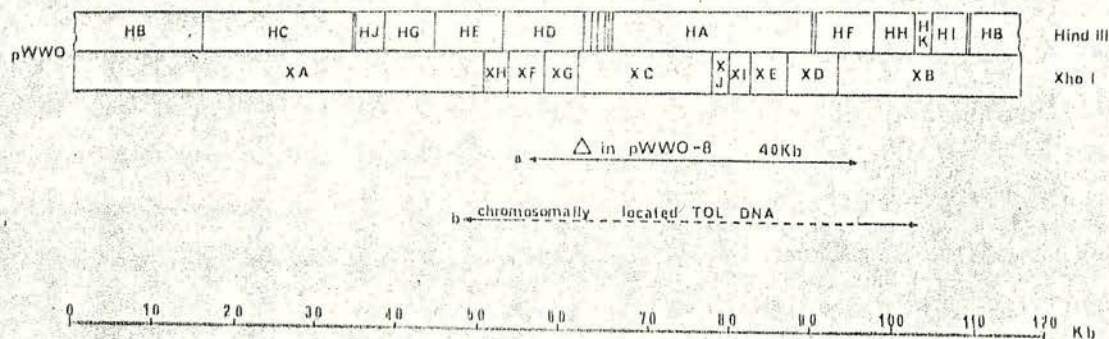 HB HC HJ HG HE HD HA HF HH HK HI HB Hind III
pWWO
XA XH XF XG XC XJ XI XE XD XB Xho I
Δ in pWWO-8 40Kb
a
b chromosomally located TOL DNA
0 10 20 30 40 50 60 70 80 90 100 110 120 Kb